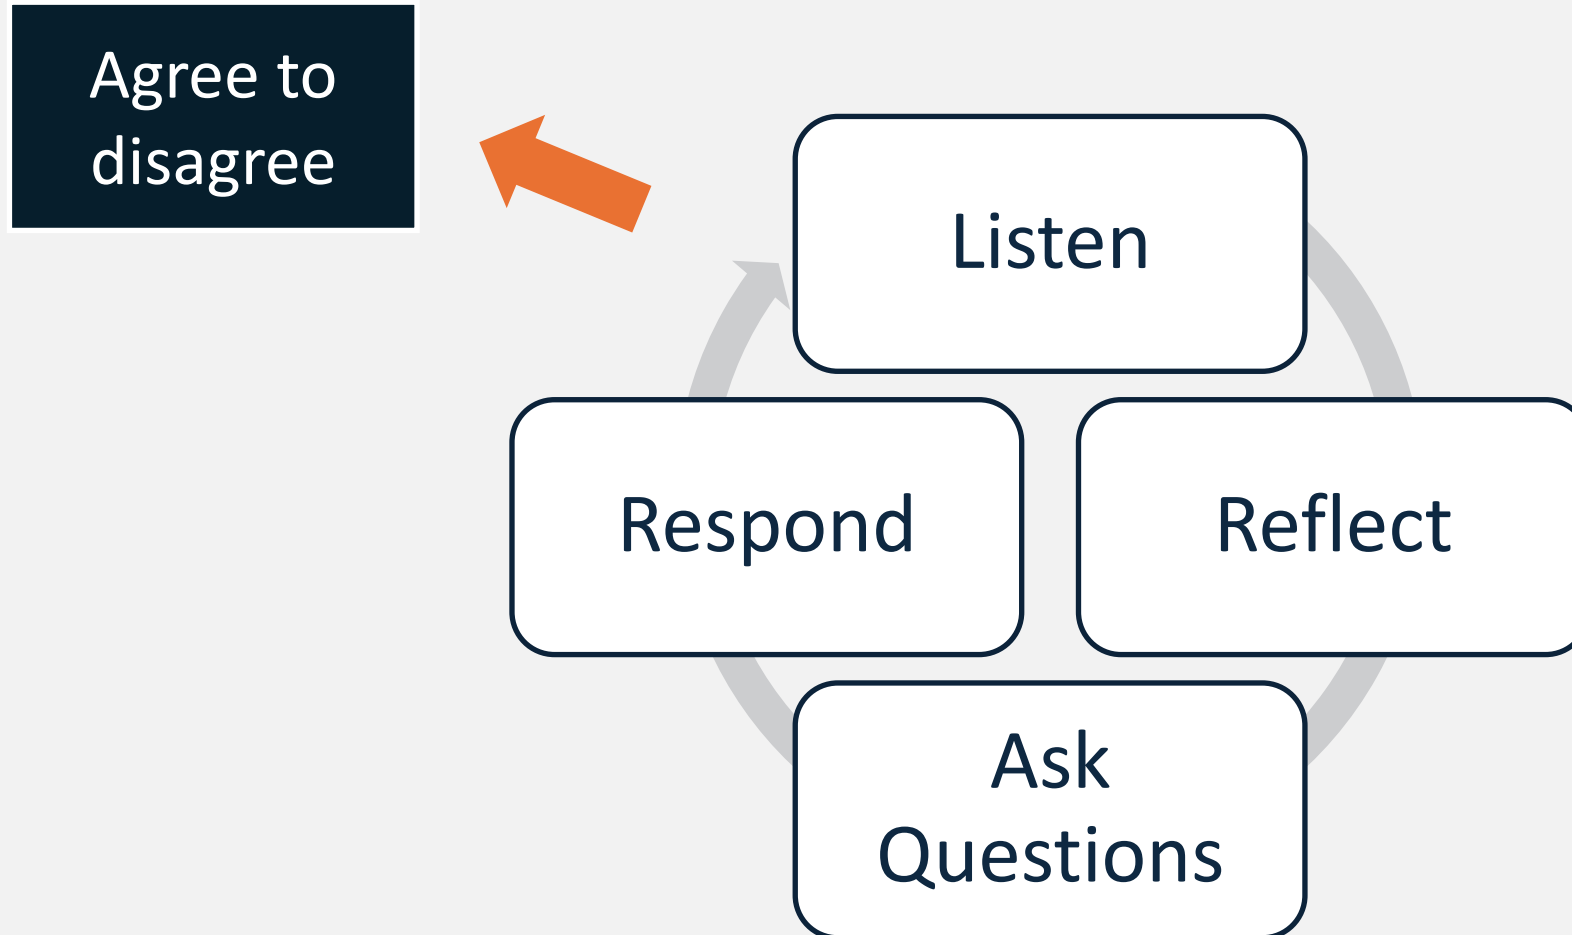 Agree to
disagree
Listen
Respond
Reflect
Ask
Questions